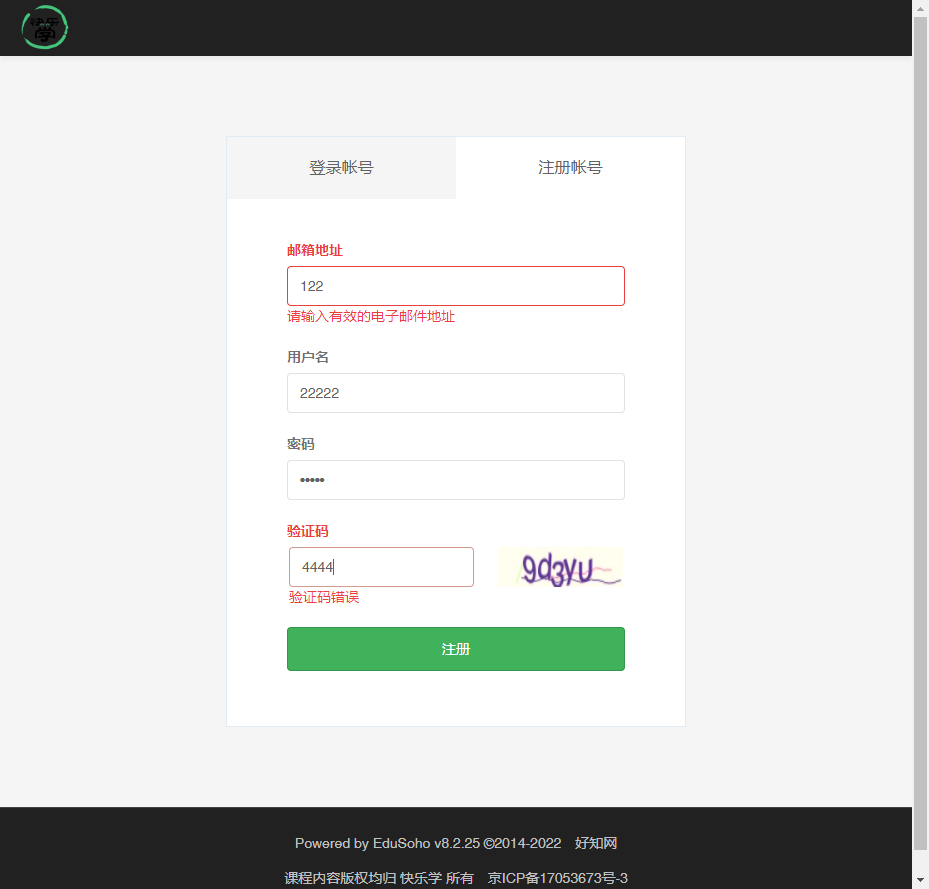 快乐
学
登录帐号 注册帐号
邮箱地址
122
请输入有效的电子邮件地址
用户名
22222
密码
•••••
验证码
4444 9d3yu
验证码错误
注册
Powered by EduSoho v8.2.25 ©2014-2022 好知网
课程内容版权均归 快乐学 所有 京ICP备17053673号-3